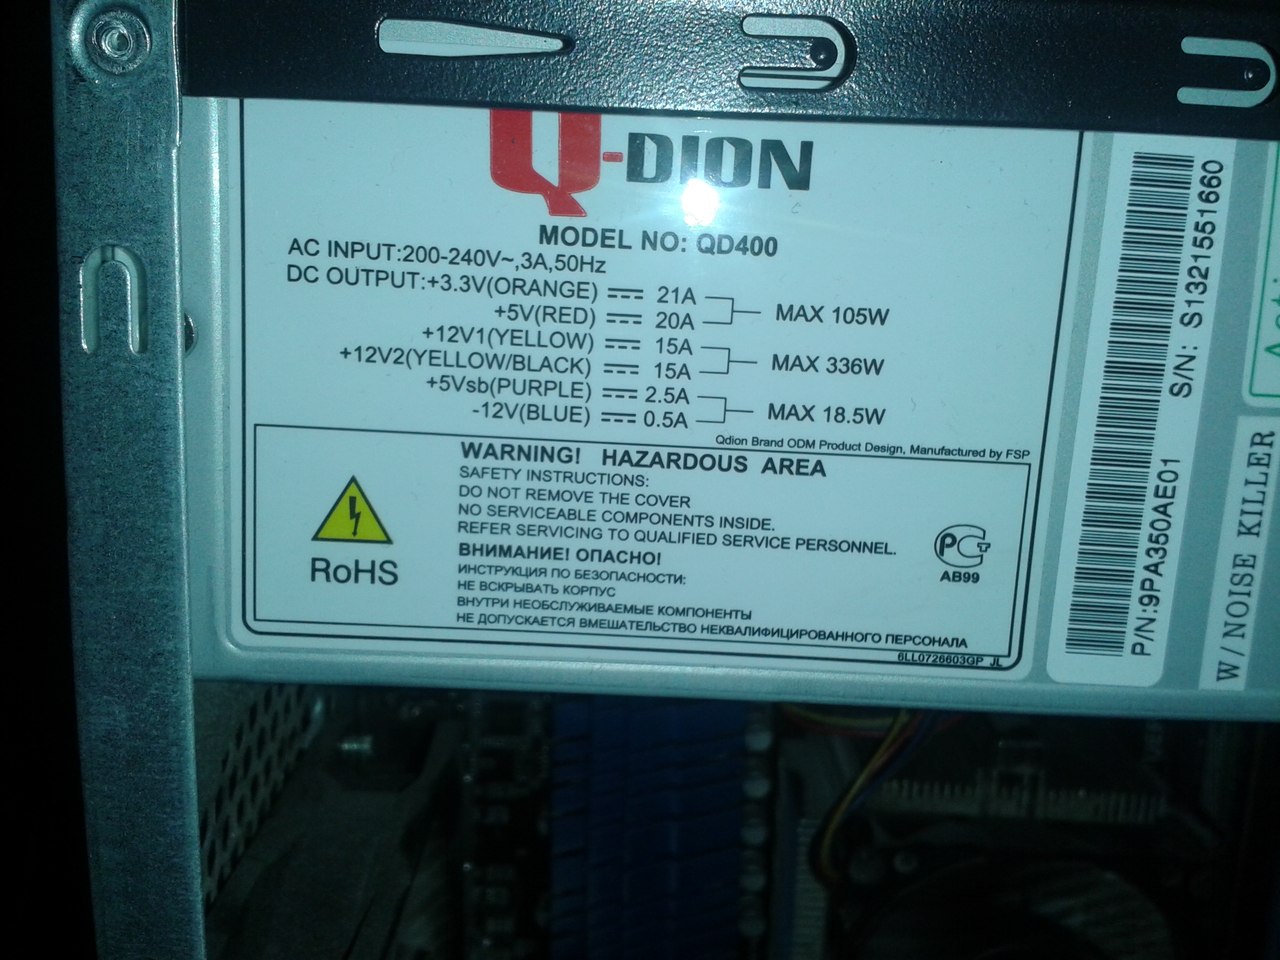 Q-DION
MODEL NO: QD400
AC INPUT:200-240V~,3A,50Hz
DC OUTPUT:+3.3V(ORANGE) 21A MAX 105W
+5V(RED) 20A
+12V1(YELLOW) 15A MAX 336W
+12V2(YELLOW/BLACK) 15A
+5Vsb(PURPLE) 2.5A MAX 18.5W
-12V(BLUE) 0.5A
Qdion Brand ODM Product Design, Manufactured by FSP
WARNING! HAZARDOUS AREA
SAFETY INSTRUCTIONS:
DO NOT REMOVE THE COVER
NO SERVICEABLE COMPONENTS INSIDE.
REFER SERVICING TO QUALIFIED SERVICE PERSONNEL.
ВНИМАНИЕ! ОПАСНО!
ИНСТРУКЦИЯ ПО БЕЗОПАСНОСТИ:
НЕ ВСКРЫВАТЬ КОРПУС
ВНУТРИ НЕОБСЛУЖИВАЕМЫЕ КОМПОНЕНТЫ
НЕ ДОПУСКАЕТСЯ ВМЕШАТЕЛЬСТВО НЕКВАЛИФИЦИРОВАННОГО ПЕРСОНАЛА
RoHS
АВ99
6LL0726603GP JL
S/N: S1321551660
P/N:9PA350AE01
W/NOISE KILLER